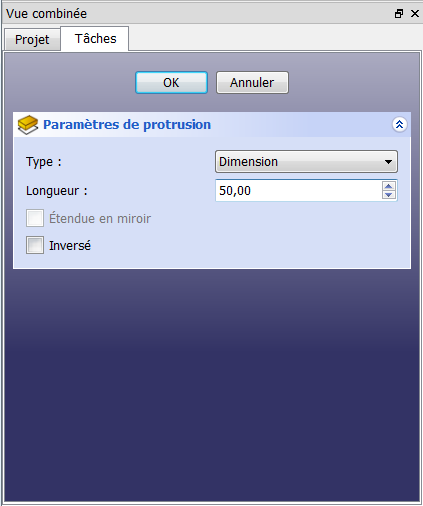 Vue combinée
Projet
Tâches
OK
Annuler
Paramètres de protrusion
Type :
Dimension
Longueur :
50,00
Étendue en miroir
Inversé